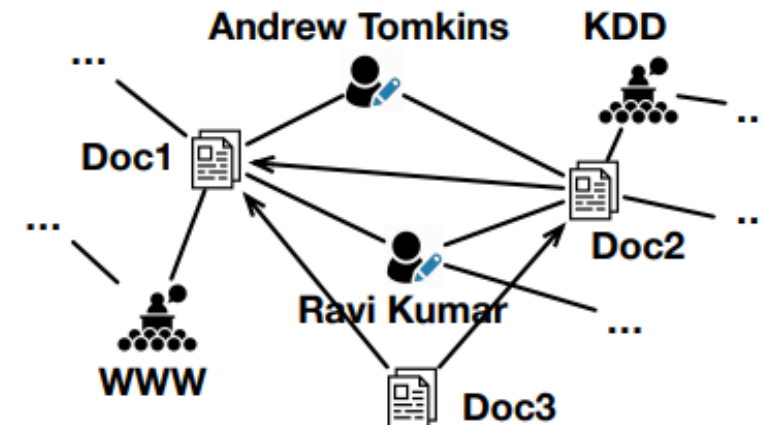 Andrew Tomkins
KDD
...
Doc1
..
...
..
Doc2
Ravi Kumar
...
WWW
Doc3